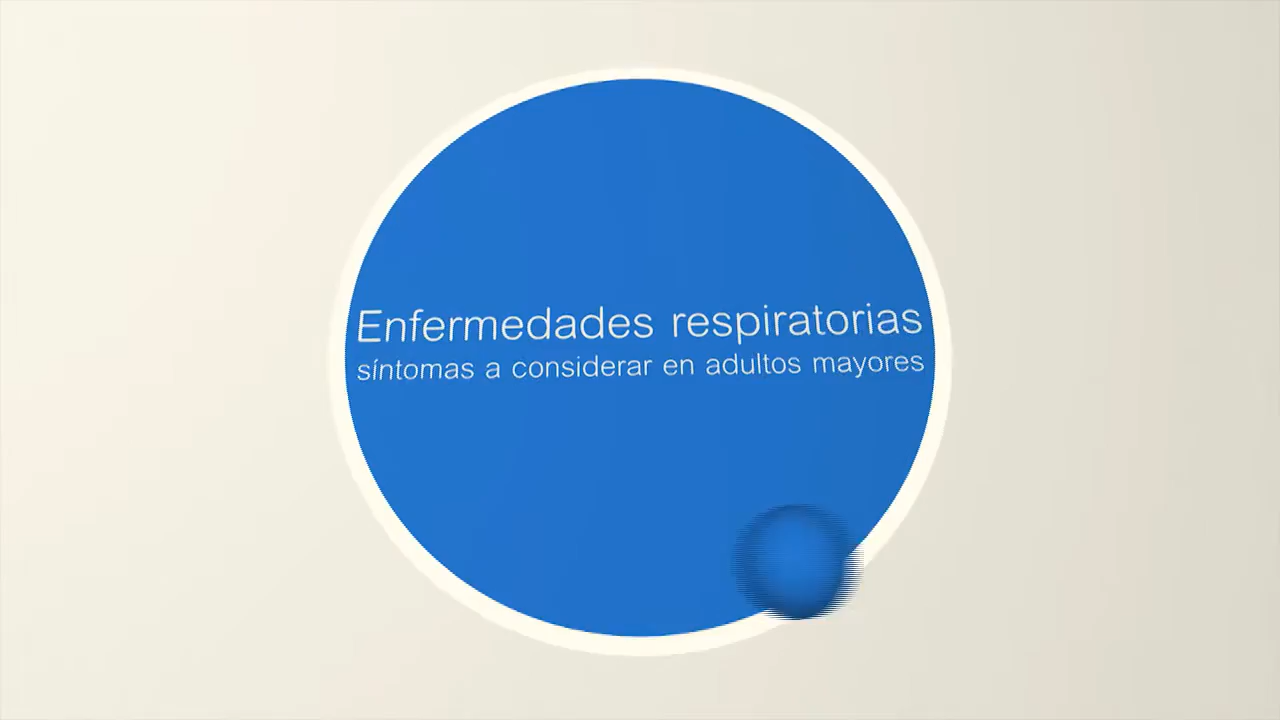 Enfermedades respiratorias
síntomas a considerar en adultos mayores